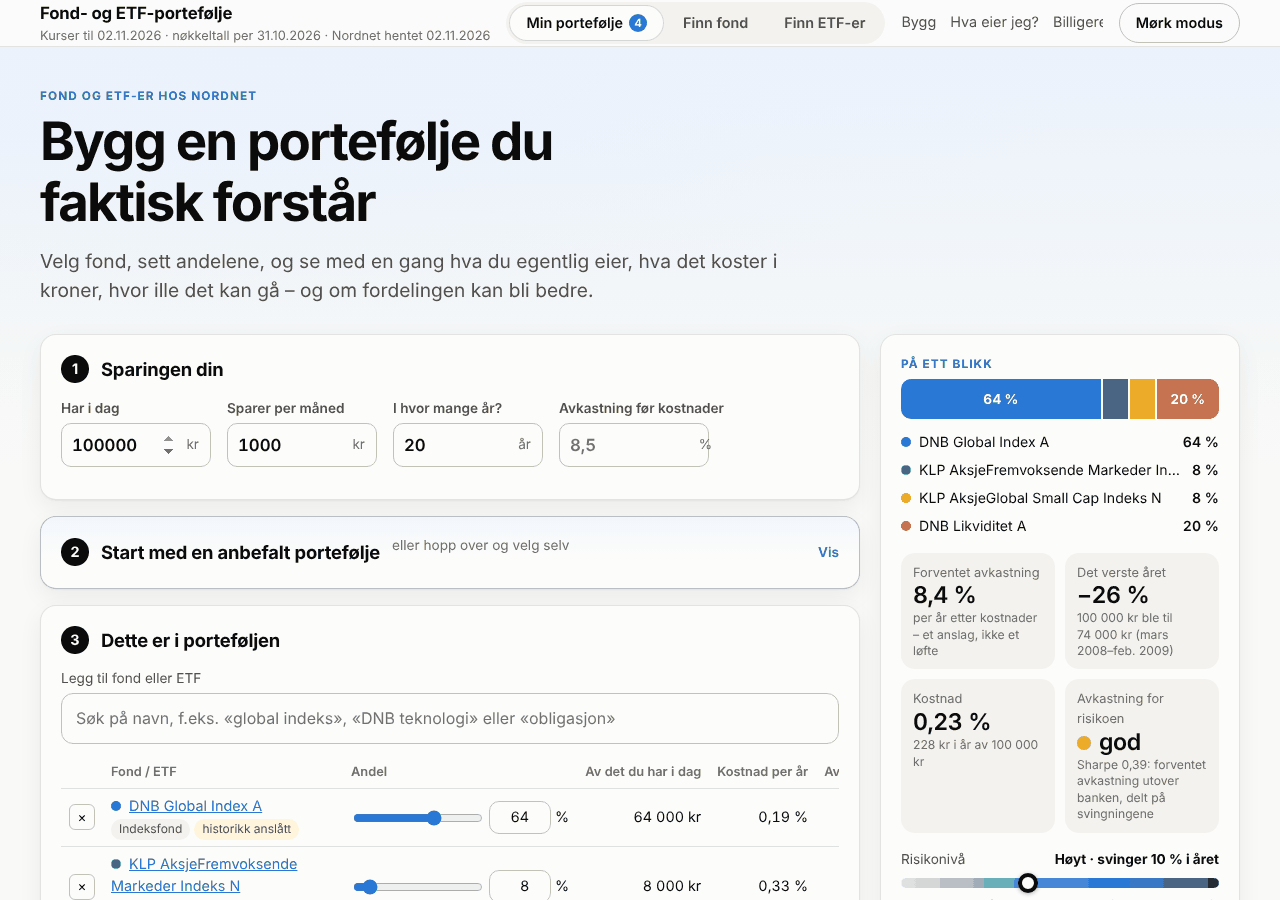 Fond- og ETF-portefølje
Kurser til 02.11.2026 · nøkkeltall per 31.10.2026 · Nordnet hentet 02.11.2026
Min portefølje 4
Finn fond
Finn ETF-er
Bygg
Hva eier jeg?
Billigere
Mørk modus
FOND OG ETF-ER HOS NORDNET
Bygg en portefølje du
faktisk forstår
Velg fond, sett andelene, og se med en gang hva du egentlig eier, hva det koster i
kroner, hvor ille det kan gå – og om fordelingen kan bli bedre.
1 Sparingen din
Har i dag
Sparer per måned
I hvor mange år?
Avkastning før kostnader
100000 kr
1000 kr
20 år
8,5 %
2 Start med en anbefalt portefølje eller hopp over og velg selv
Vis
3 Dette er i porteføljen
Legg til fond eller ETF
Søk på navn, f.eks. «global indeks», «DNB teknologi» eller «obligasjon»
Fond / ETF Andel Av det du har i dag Kostnad per år Av
× DNB Global Index A 64 % 64 000 kr 0,19 %
Indeksfond historikk anslått
× KLP AksjeFremvoksende
Markeder Indeks N 8 % 8 000 kr 0,33 %
PÅ ETT BLIKK
64 % 20 %
DNB Global Index A 64 %
KLP AksjeFremvoksende Markeder In... 8 %
KLP AksjeGlobal Small Cap Indeks N 8 %
DNB Likviditet A 20 %
Forventet avkastning
8,4 %
per år etter kostnader
– et anslag, ikke et
løfte
Det verste året
−26 %
100 000 kr ble til
74 000 kr (mars
2008–feb. 2009)
Kostnad
0,23 %
228 kr i år av 100 000
kr
Avkastning for
risikoen
god
Sharpe 0,39: forventet
avkastning utover
banken, delt på
svingningene
Risikonivå
Høyt · svinger 10 % i året